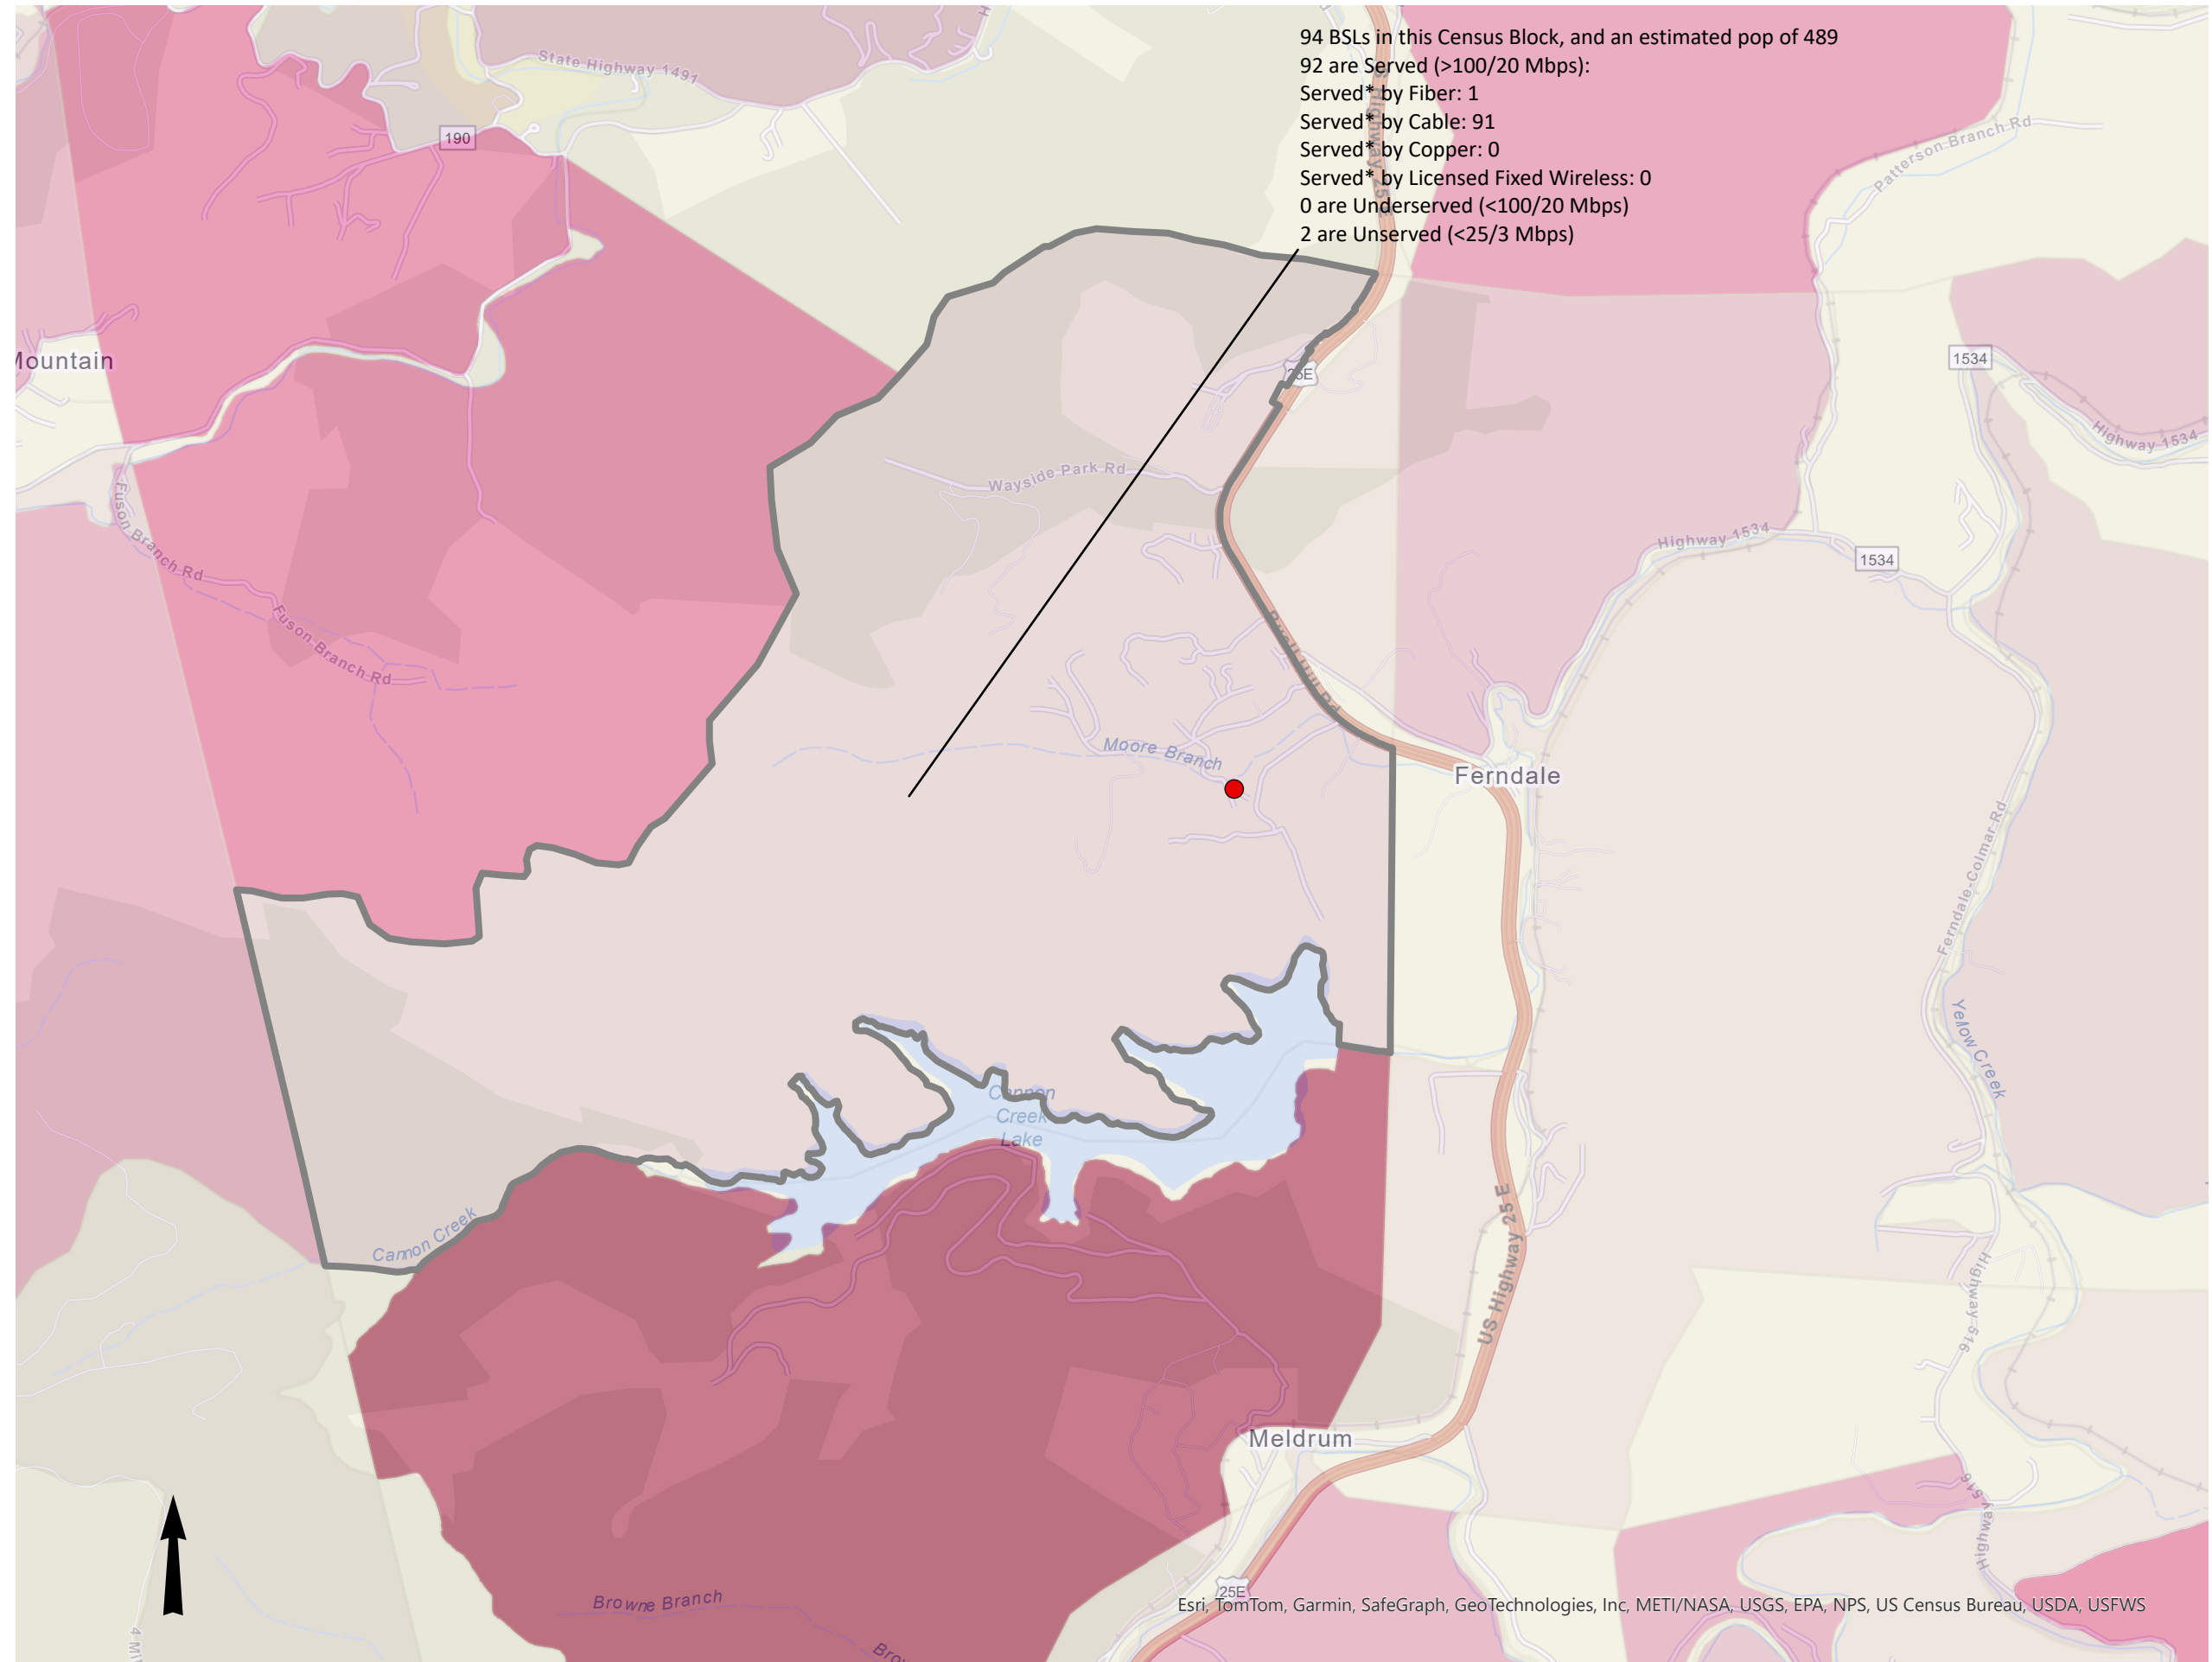 94 BSLs in this Census Block, and an estimated pop of 489
92 are Served (>100/20 Mbps):
Served* by Fiber: 1
Served* by Cable: 91
Served* by Copper: 0
Served* by Licensed Fixed Wireless: 0
0 are Underserved (<100/20 Mbps)
2 are Unserved (<25/3 Mbps)
State Highway 1491
190
Highway 25E
Patterson Branch Rd
Mountain
25E
1534
Highway 1534
Wayside Park Rd
Fuson Branch Rd
Highway 1534
1534
Fuson Branch Rd
Moore Branch
Ferndale
Ferndale-Colmar Rd
Yellow Creek
Cannon
Creek
Lake
Cannon Creek
US Highway 25 E
Highway 516
Meldrum
Highway 516
25E
Browne Branch
Esri, TomTom, Garmin, SafeGraph, GeoTechnologies, Inc, METI/NASA, USGS, EPA, NPS, US Census Bureau, USDA, USFWS